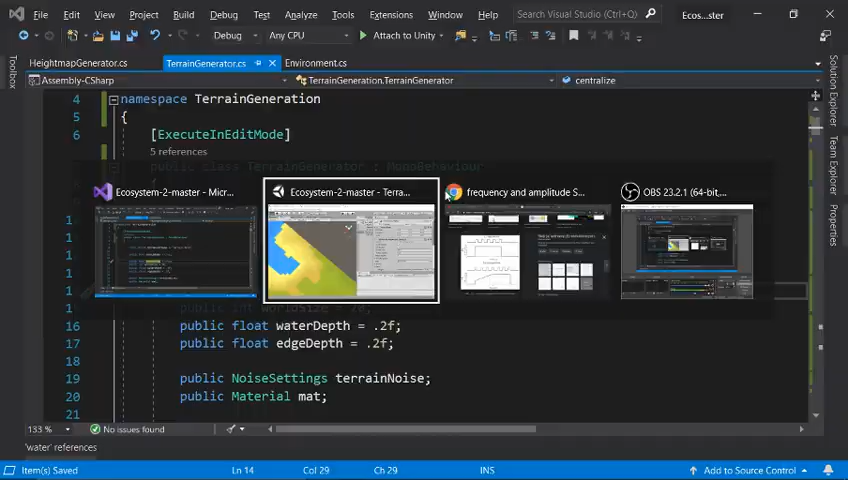 File Edit View Project Build Debug Test Analyze Tools Extensions Window Help Search Visual Studio (Ctrl+Q) Ecos...ster
Debug Any CPU Attach to Unity
HeightmapGenerator.cs TerrainGenerator.cs Environment.cs
Assembly-CSharp TerrainGeneration.TerrainGenerator centralize
Toolbox
Solution Explorer
Team Explorer
Properties
4 namespace TerrainGeneration
5 {
6 [ExecuteInEditMode]
5 references
public class TerrainGenerator : MonoBehaviour
Ecosystem-2-master - Micr... Ecosystem-2-master - Terra... frequency and amplitude S... OBS 23.2.1 (64-bit,...
16 public float waterDepth = .2f;
17 public float edgeDepth = .2f;
18
19 public NoiseSettings terrainNoise;
20 public Material mat;
21
133 % No issues found
'water' references
Item(s) Saved Ln 14 Col 29 Ch 29 INS Add to Source Control